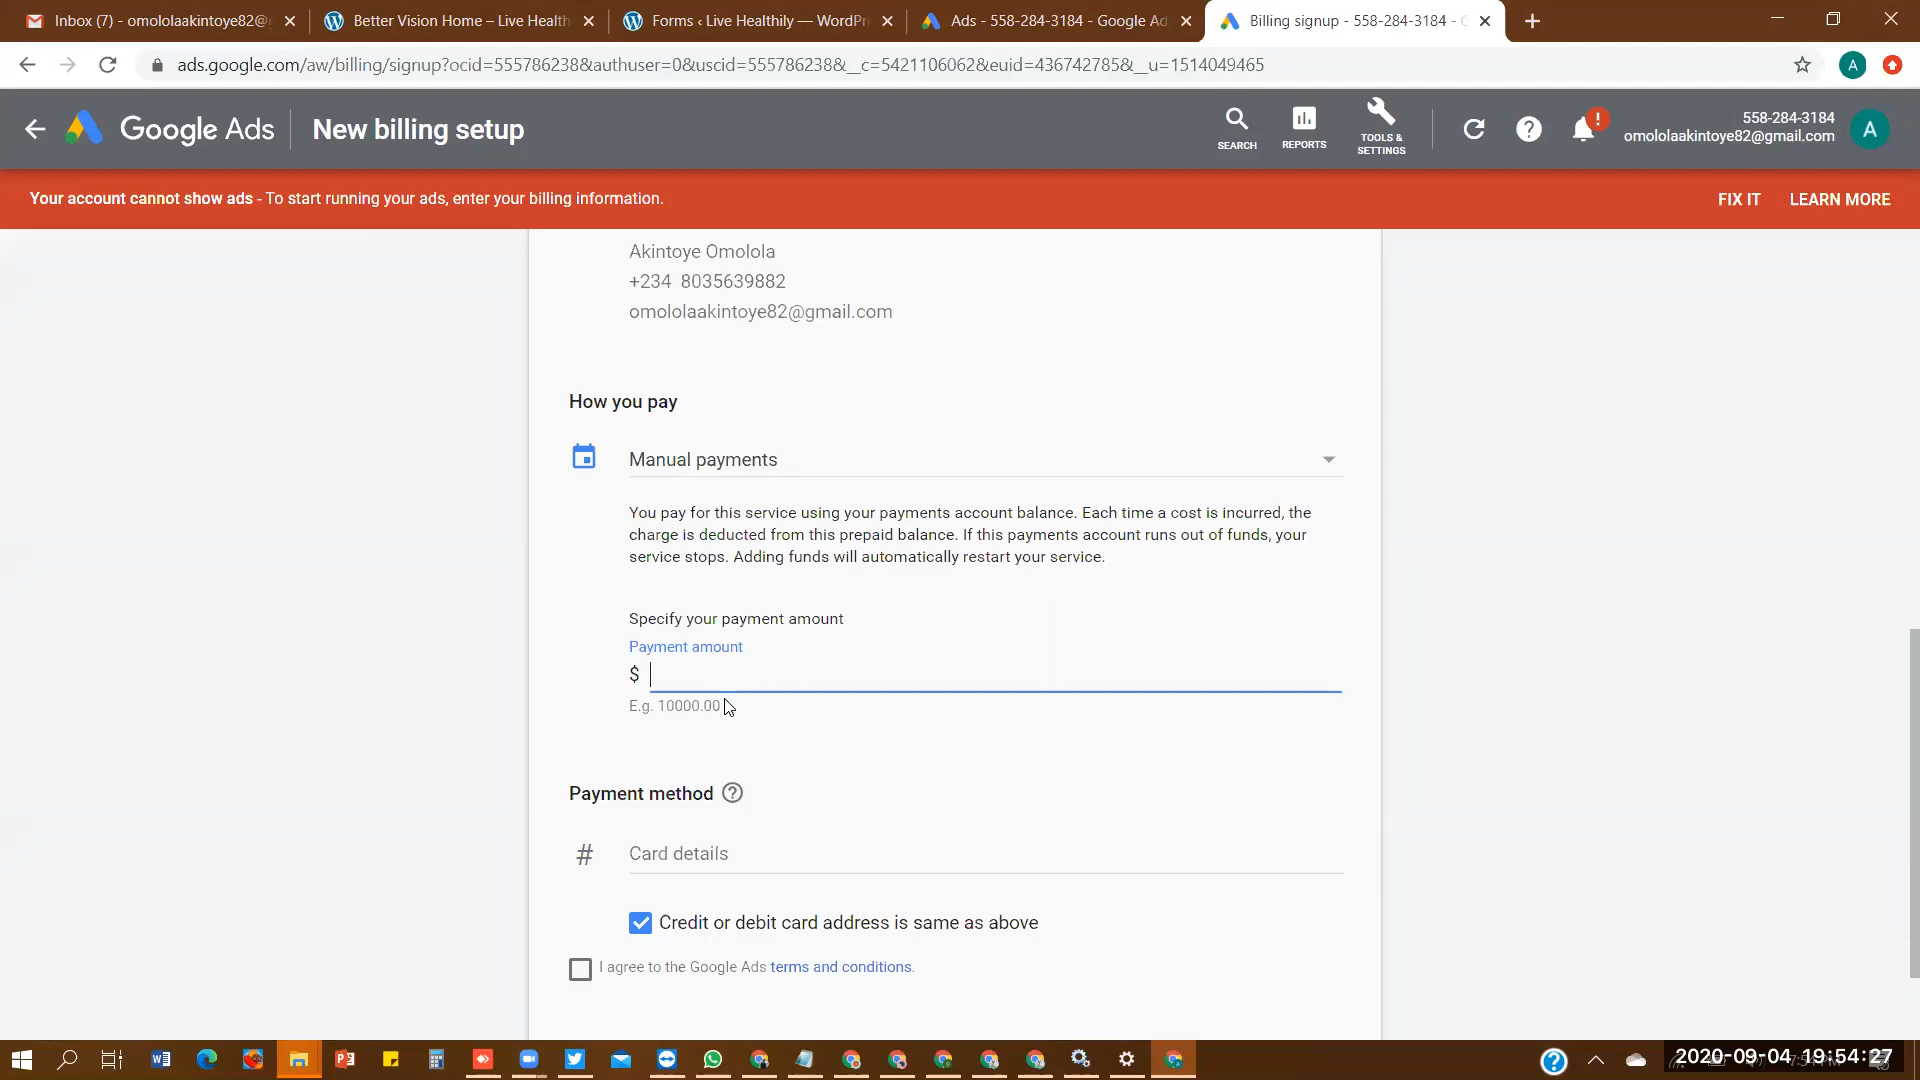 Inbox (7) - omololaakintoye82@
Better Vision Home – Live Health
Forms ‹ Live Healthily — WordPr
Ads - 558-284-3184 - Google Ad
Billing signup - 558-284-3184 - G
ads.google.com/aw/billing/signup?ocid=555786238&authuser=0&uscid=555786238&__c=5421106062&euid=436742785&__u=1514049465
A
Google Ads
New billing setup
SEARCH
REPORTS
TOOLS &
SETTINGS
558-284-3184
omololaakintoye82@gmail.com
A
Your account cannot show ads - To start running your ads, enter your billing information.
FIX IT
LEARN MORE
Akintoye Omolola
+234 8035639882
omololaakintoye82@gmail.com
How you pay
Manual payments
You pay for this service using your payments account balance. Each time a cost is incurred, the
charge is deducted from this prepaid balance. If this payments account runs out of funds, your
service stops. Adding funds will automatically restart your service.
Specify your payment amount
Payment amount
$
E.g. 10000.00
Payment method
# Card details
Credit or debit card address is same as above
I agree to the Google Ads terms and conditions.
2020-09-04 19:54:27